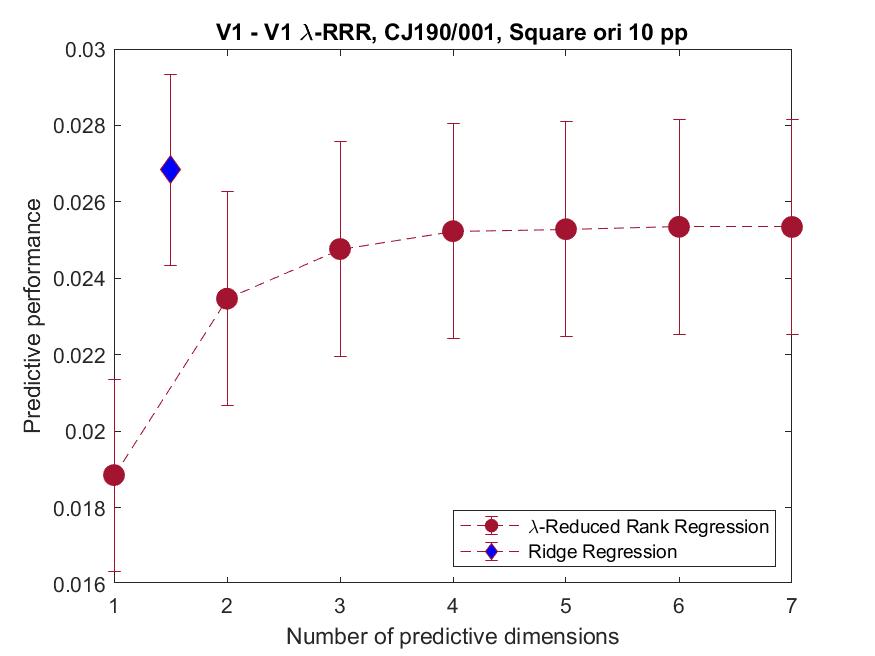 V1 - V1 λ-RRR, CJ190/001, Square ori 10 pp
Predictive performance
0.03
0.028
0.026
0.024
0.022
0.02
0.018
0.016
1 2 3 4 5 6 7
Number of predictive dimensions
λ-Reduced Rank Regression
Ridge Regression